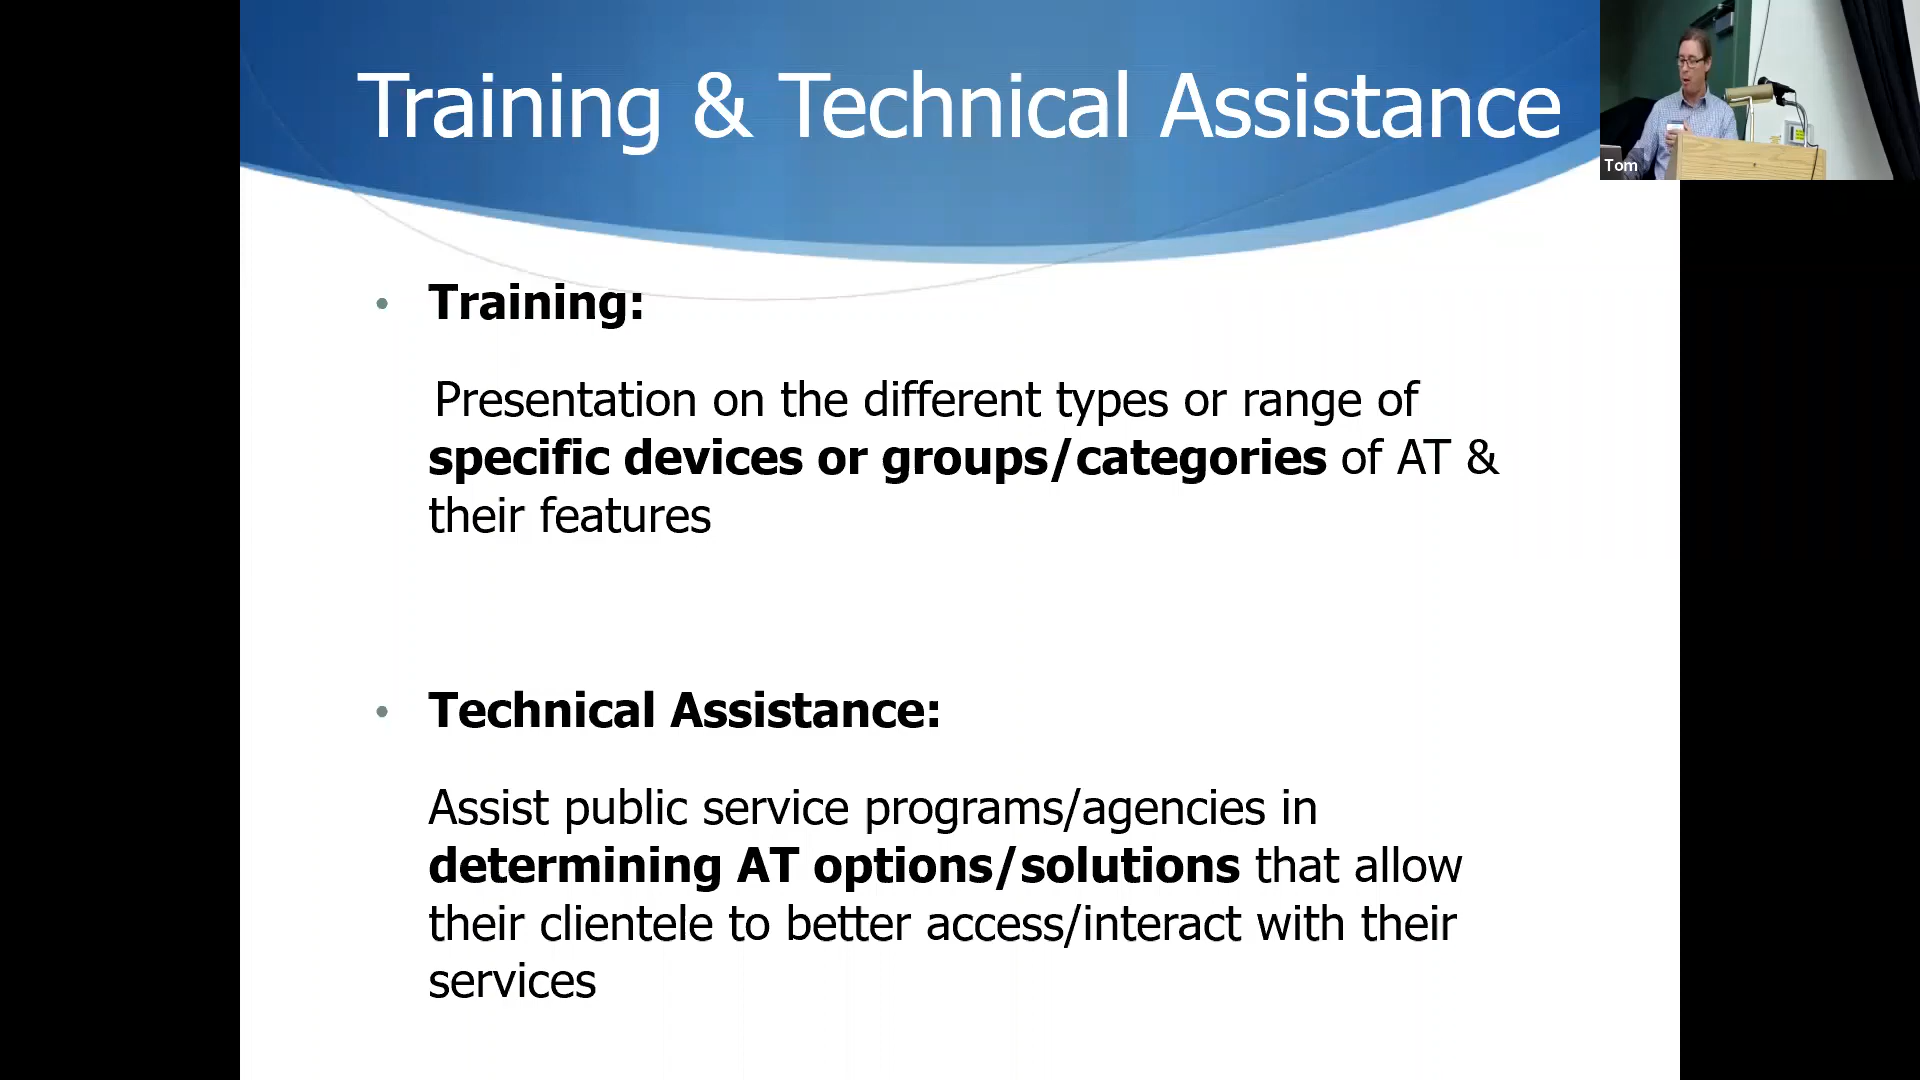 Training & Technical Assistance
Tom
• Training:
Presentation on the different types or range of
specific devices or groups/categories of AT &
their features
• Technical Assistance:
Assist public service programs/agencies in
determining AT options/solutions that allow
their clientele to better access/interact with their
services